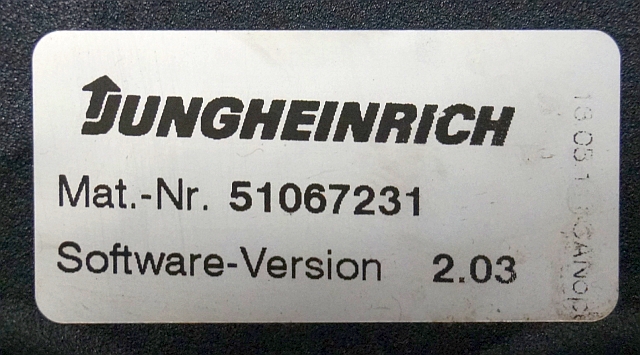 JUNGHEINRICH
Mat.-Nr. 51067231
Software-Version 2.03